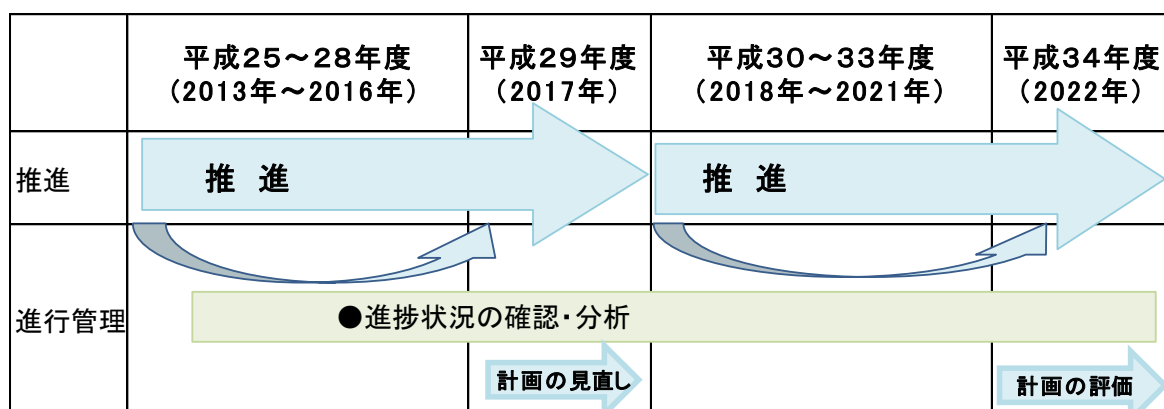 平成25～28年度
（2013年～2016年）
平成29年度
（2017年）
平成30～33年度
（2018年～2021年）
平成34年度
（2022年）
推進
推 進
推 進
進行管理
●進捗状況の確認・分析
計画の見直し
計画の評価